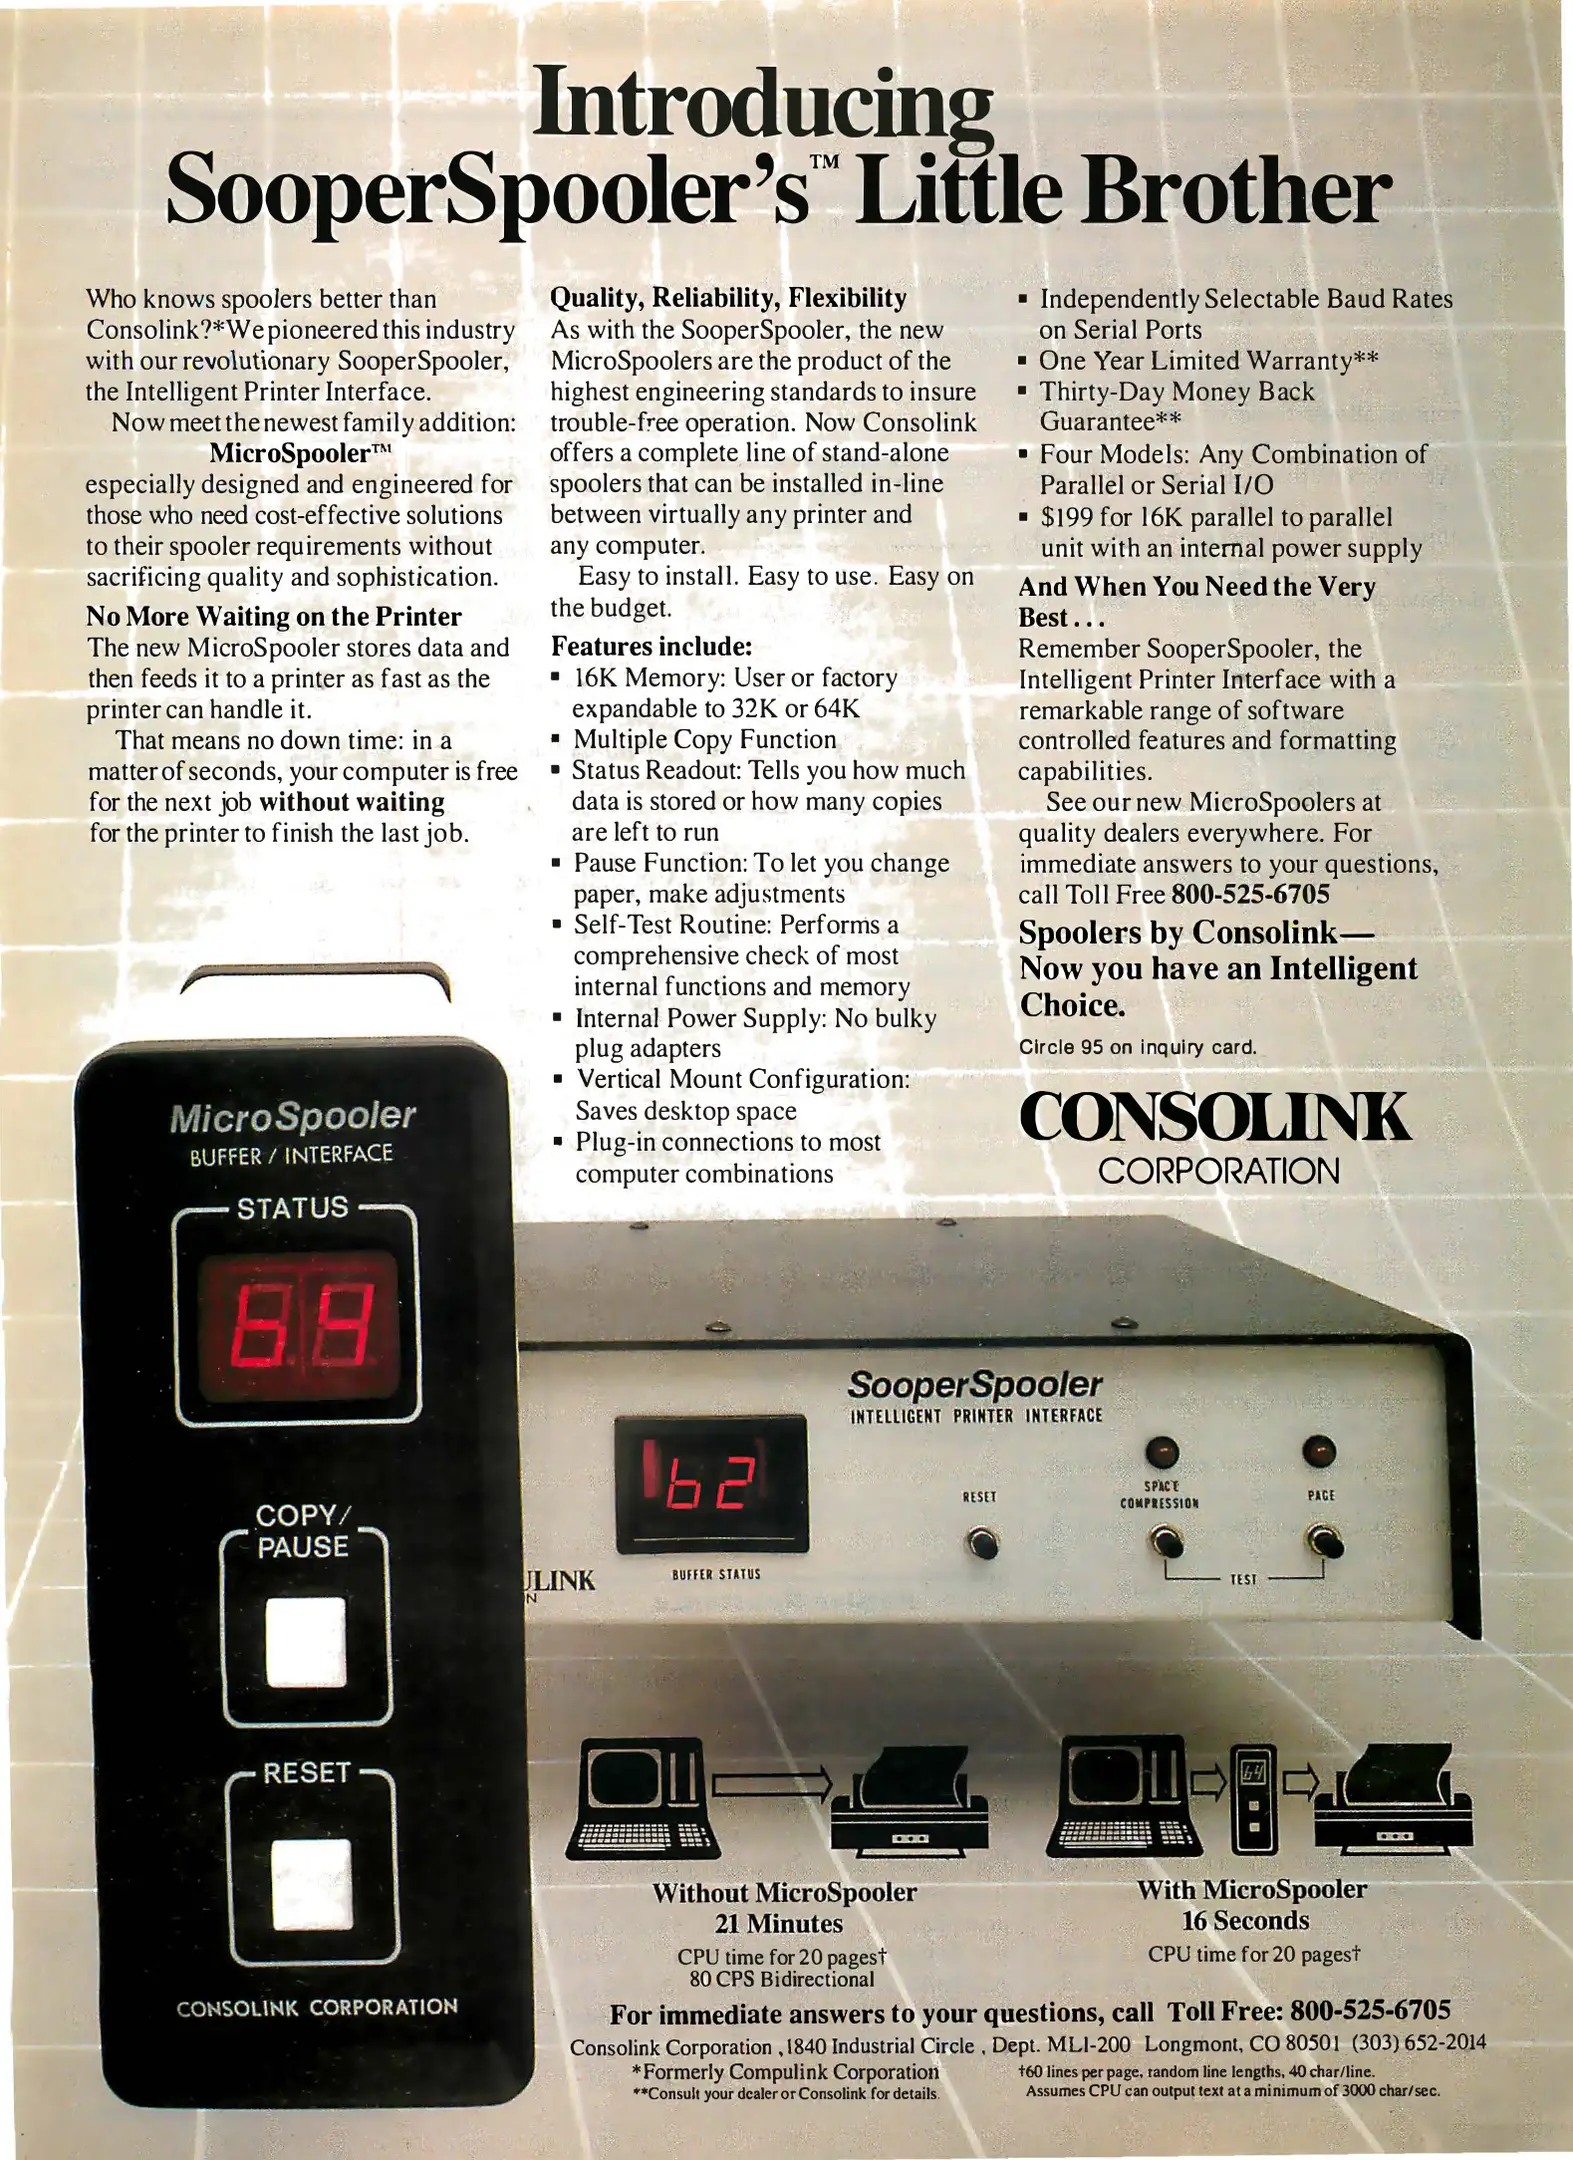 Introducing
SooperSpooler's™ Little Brother
Who knows spoolers better than
Consolink?*We pioneered this industry
with our revolutionary SooperSpooler,
the Intelligent Printer Interface.
Now meet the newest family addition:
MicroSpooler™
especially designed and engineered for
those who need cost-effective solutions
to their spooler requirements without
sacrificing quality and sophistication.
No More Waiting on the Printer
The new MicroSpooler stores data and
then feeds it to a printer as fast as the
printer can handle it.
That means no down time: in a
matter of seconds, your computer is free
for the next job without waiting
for the printer to finish the last job.
Quality, Reliability, Flexibility
As with the SooperSpooler, the new
MicroSpoolers are the product of the
highest engineering standards to insure
trouble-free operation. Now Consolink
offers a complete line of stand-alone
spoolers that can be installed in-line
between virtually any printer and
any computer.
Easy to install. Easy to use. Easy on
the budget.
Features include:
▪ 16K Memory: User or factory
expandable to 32K or 64K
▪ Multiple Copy Function
▪ Status Readout: Tells you how much
data is stored or how many copies
are left to run
▪ Pause Function: To let you change
paper, make adjustments
▪ Self-Test Routine: Performs a
comprehensive check of most
internal functions and memory
▪ Internal Power Supply: No bulky
plug adapters
▪ Vertical Mount Configuration:
Saves desktop space
▪ Plug-in connections to most
computer combinations
▪ Independently Selectable Baud Rates
on Serial Ports
▪ One Year Limited Warranty**
▪ Thirty-Day Money Back
Guarantee**
▪ Four Models: Any Combination of
Parallel or Serial I/O
▪ $199 for 16K parallel to parallel
unit with an internal power supply
And When You Need the Very
Best...
Remember SooperSpooler, the
Intelligent Printer Interface with a
remarkable range of software
controlled features and formatting
capabilities.
See our new MicroSpoolers at
quality dealers everywhere. For
immediate answers to your questions,
call Toll Free 800-525-6705
Spoolers by Consolink—
Now you have an Intelligent
Choice.
Circle 95 on inquiry card.
CONSOLINK
CORPORATION
MicroSpooler
BUFFER / INTERFACE
STATUS
64
COPY/
PAUSE
RESET
CONSOLINK CORPORATION
SooperSpooler
INTELLIGENT PRINTER INTERFACE
62
BUFFER STATUS
RESET
SPACE
COMPRESSION
PAGE
TEST
ULINK
N
64
Without MicroSpooler
21 Minutes
CPU time for 20 pages†
80 CPS Bidirectional
With MicroSpooler
16 Seconds
CPU time for 20 pages†
For immediate answers to your questions, call Toll Free: 800-525-6705
Consolink Corporation , 1840 Industrial Circle , Dept. ML1-200 Longmont, CO 80501 (303) 652-2014
*Formerly Compulink Corporation
**Consult your dealer or Consolink for details.
†60 lines per page, random line lengths, 40 char/line.
Assumes CPU can output text at a minimum of 3000 char/sec.